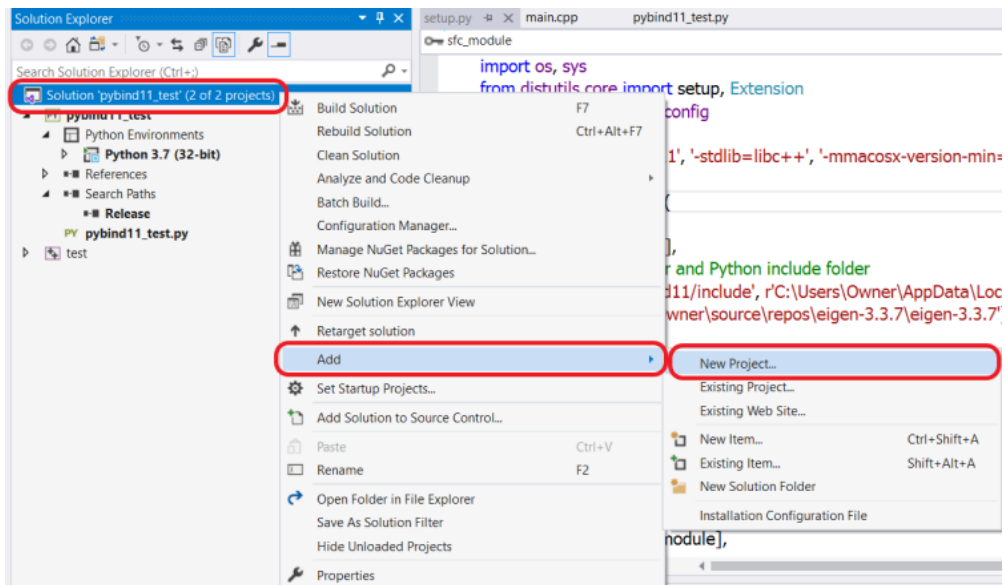 Solution Explorer
setup.py
main.cpp
pybind11_test.py
sfc_module
Search Solution Explorer (Ctrl+;)
Solution 'pybind11_test' (2 of 2 projects)
pybind11_test
Python Environments
Python 3.7 (32-bit)
References
Search Paths
Release
PY pybind11_test.py
test
import os, sys
from distutils.core import setup, Extension
config
1', '-stdlib=libc++', '-mmacosx-version-min=
(
],
r and Python include folder
d11/include', r'C:\Users\Owner\AppData\Loc
wner\source\repos\eigen-3.3.7\eigen-3.3.7'
module],
Build Solution F7
Rebuild Solution Ctrl+Alt+F7
Clean Solution
Analyze and Code Cleanup
Batch Build...
Configuration Manager...
Manage NuGet Packages for Solution...
Restore NuGet Packages
New Solution Explorer View
Retarget solution
Add
Set Startup Projects...
Add Solution to Source Control...
Paste Ctrl+V
Rename F2
Open Folder in File Explorer
Save As Solution Filter
Hide Unloaded Projects
Properties
New Project...
Existing Project...
Existing Web Site...
New Item... Ctrl+Shift+A
Existing Item... Shift+Alt+A
New Solution Folder
Installation Configuration File